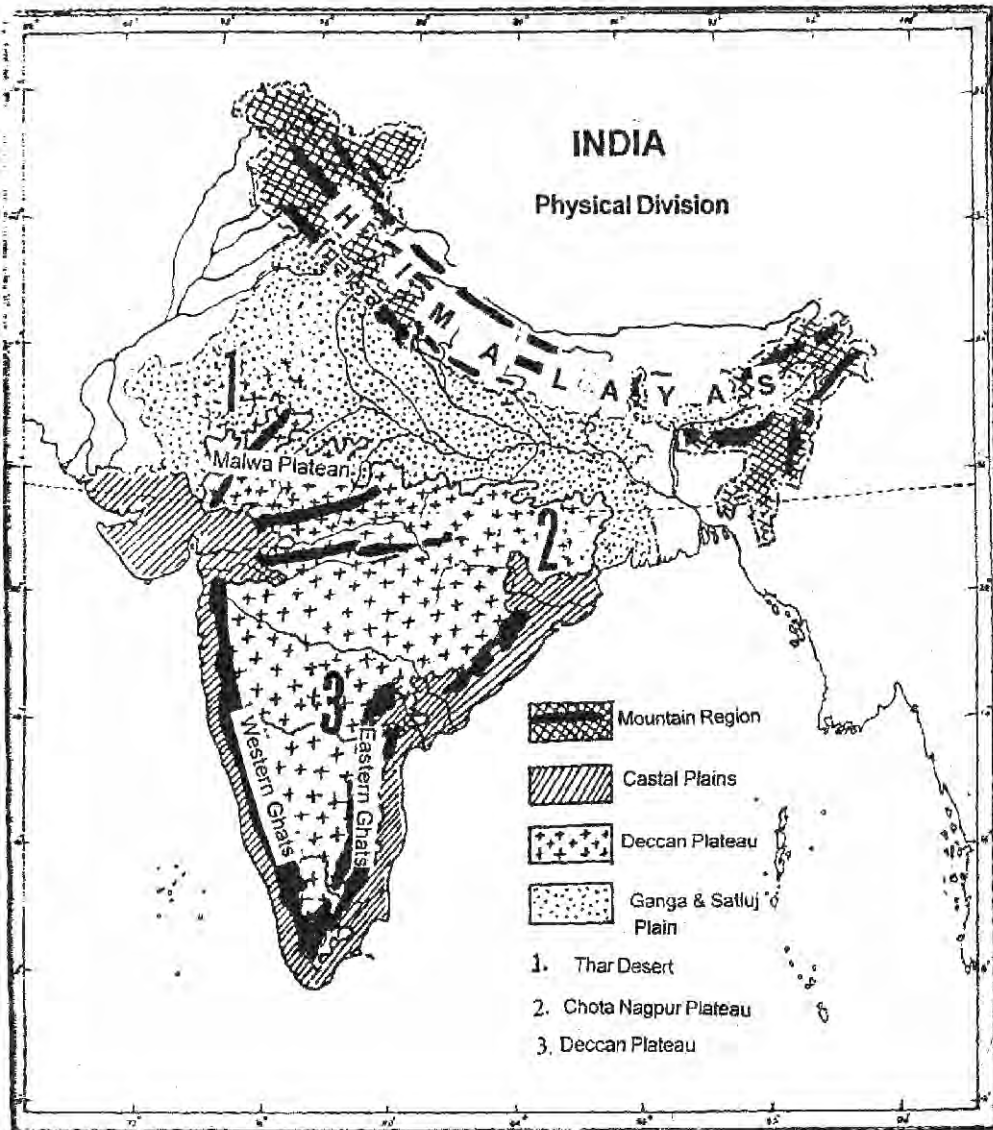 INDIA
Physical Division
HIMALAYAS
1
Malwa Platean
2
3
Western Ghats
Eastern Ghats
Mountain Region
Castal Plains
Deccan Plateau
Ganga & Satluj
Plain
1. Thar Desert
2. Chota Nagpur Plateau
3. Deccan Plateau